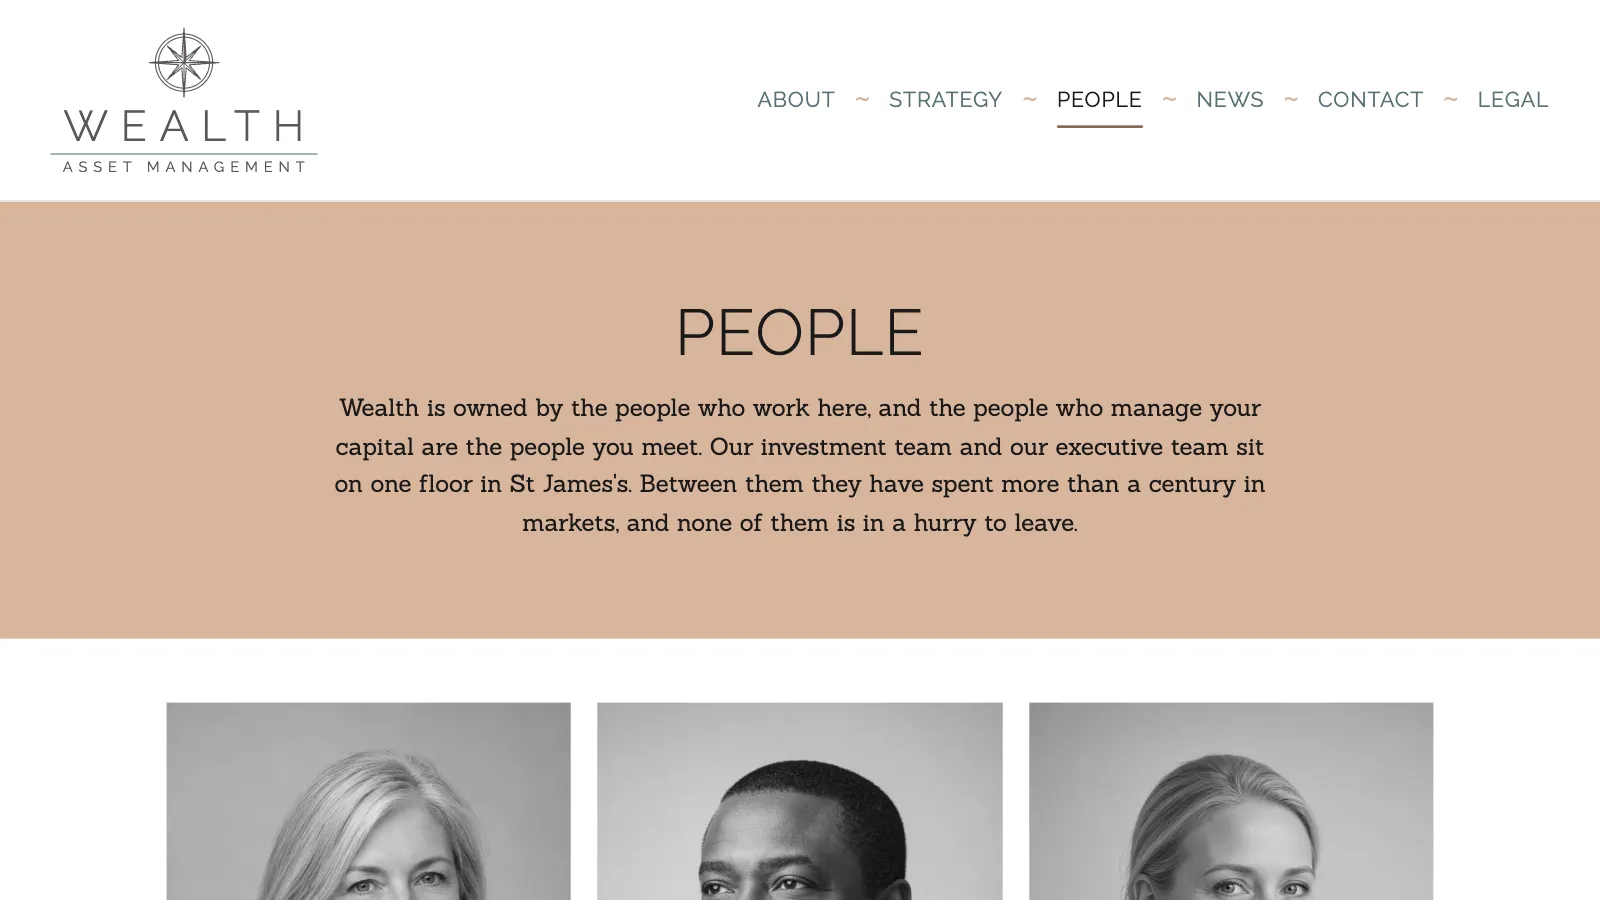 WEALTH
ASSET MANAGEMENT
ABOUT ~ STRATEGY ~ PEOPLE ~ NEWS ~ CONTACT ~ LEGAL
PEOPLE
Wealth is owned by the people who work here, and the people who manage your
capital are the people you meet. Our investment team and our executive team sit
on one floor in St James's. Between them they have spent more than a century in
markets, and none of them is in a hurry to leave.